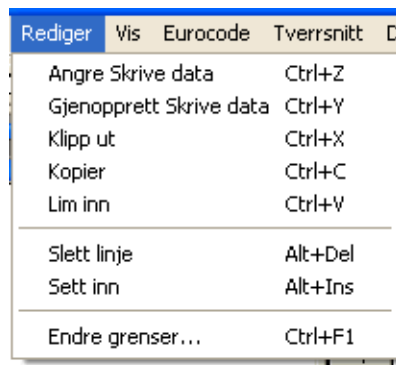 Rediger Vis Eurocode Tverrsnitt
Angre Skrive data Ctrl+Z
Gjenopprett Skrive data Ctrl+Y
Klipp ut Ctrl+X
Kopier Ctrl+C
Lim inn Ctrl+V
Slett linje Alt+Del
Sett inn Alt+Ins
Endre grenser... Ctrl+F1